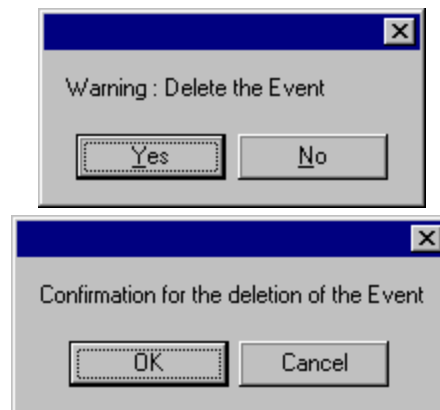 Warning : Delete the Event
Yes No
Confirmation for the deletion of the Event
OK Cancel